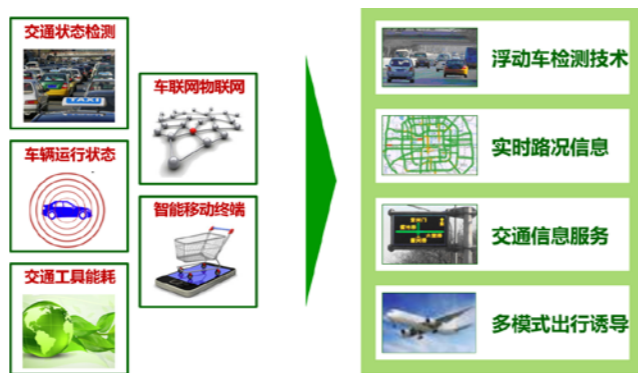 交通状态检测
TAXI
车辆运行状态
交通工具能耗
车联网物联网
智能移动终端
浮动车检测技术
实时路况信息
交通信息服务
多模式出行诱导